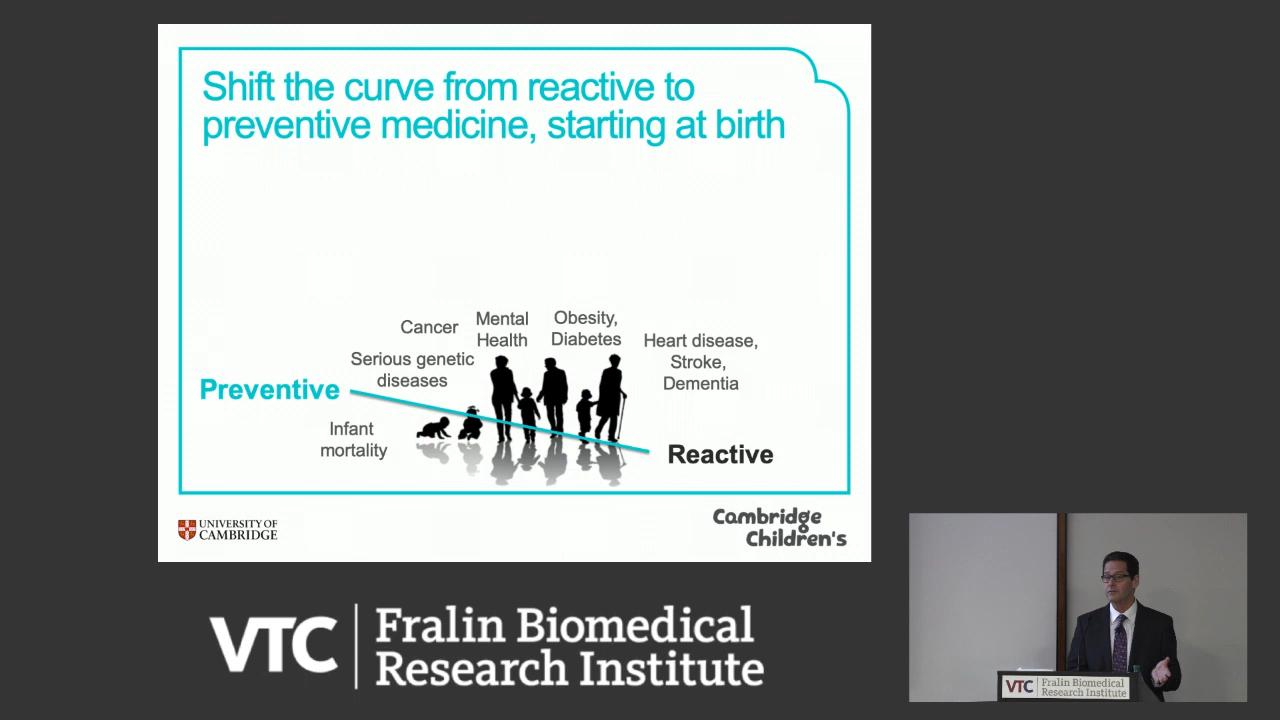 Shift the curve from reactive to
preventive medicine, starting at birth
Cancer
Mental
Health
Obesity,
Diabetes
Heart disease,
Stroke,
Dementia
Serious genetic
diseases
Preventive
Infant
mortality
Reactive
UNIVERSITY OF
CAMBRIDGE
Cambridge
Children's
VTC
Fralin Biomedical
Research Institute
VTC
Fralin Biomedical
Research Institute